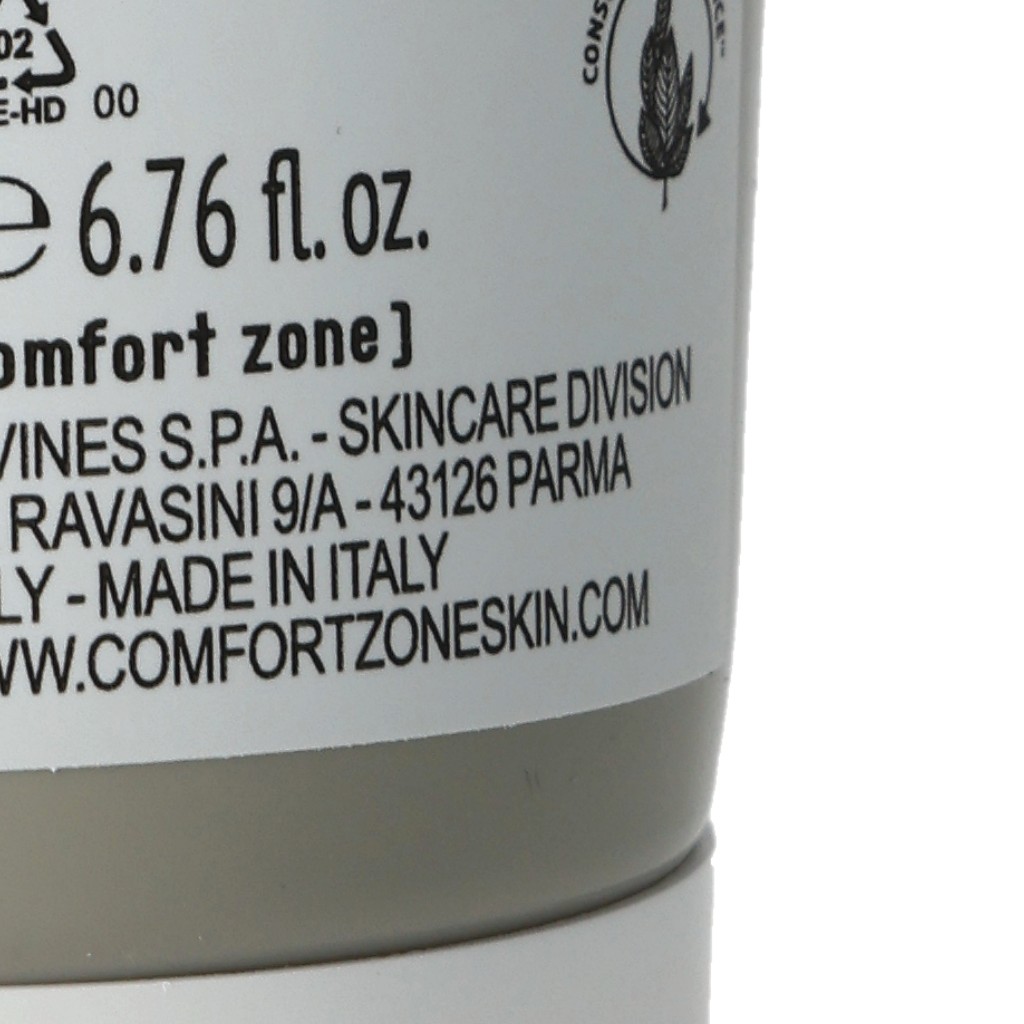 02
E-HD 00
e 6.76 fl. oz.
omfort zone]
VINES S.P.A. - SKINCARE DIVISION
RAVASINI 9/A - 43126 PARMA
LY - MADE IN ITALY
WW.COMFORTZONESKIN.COM